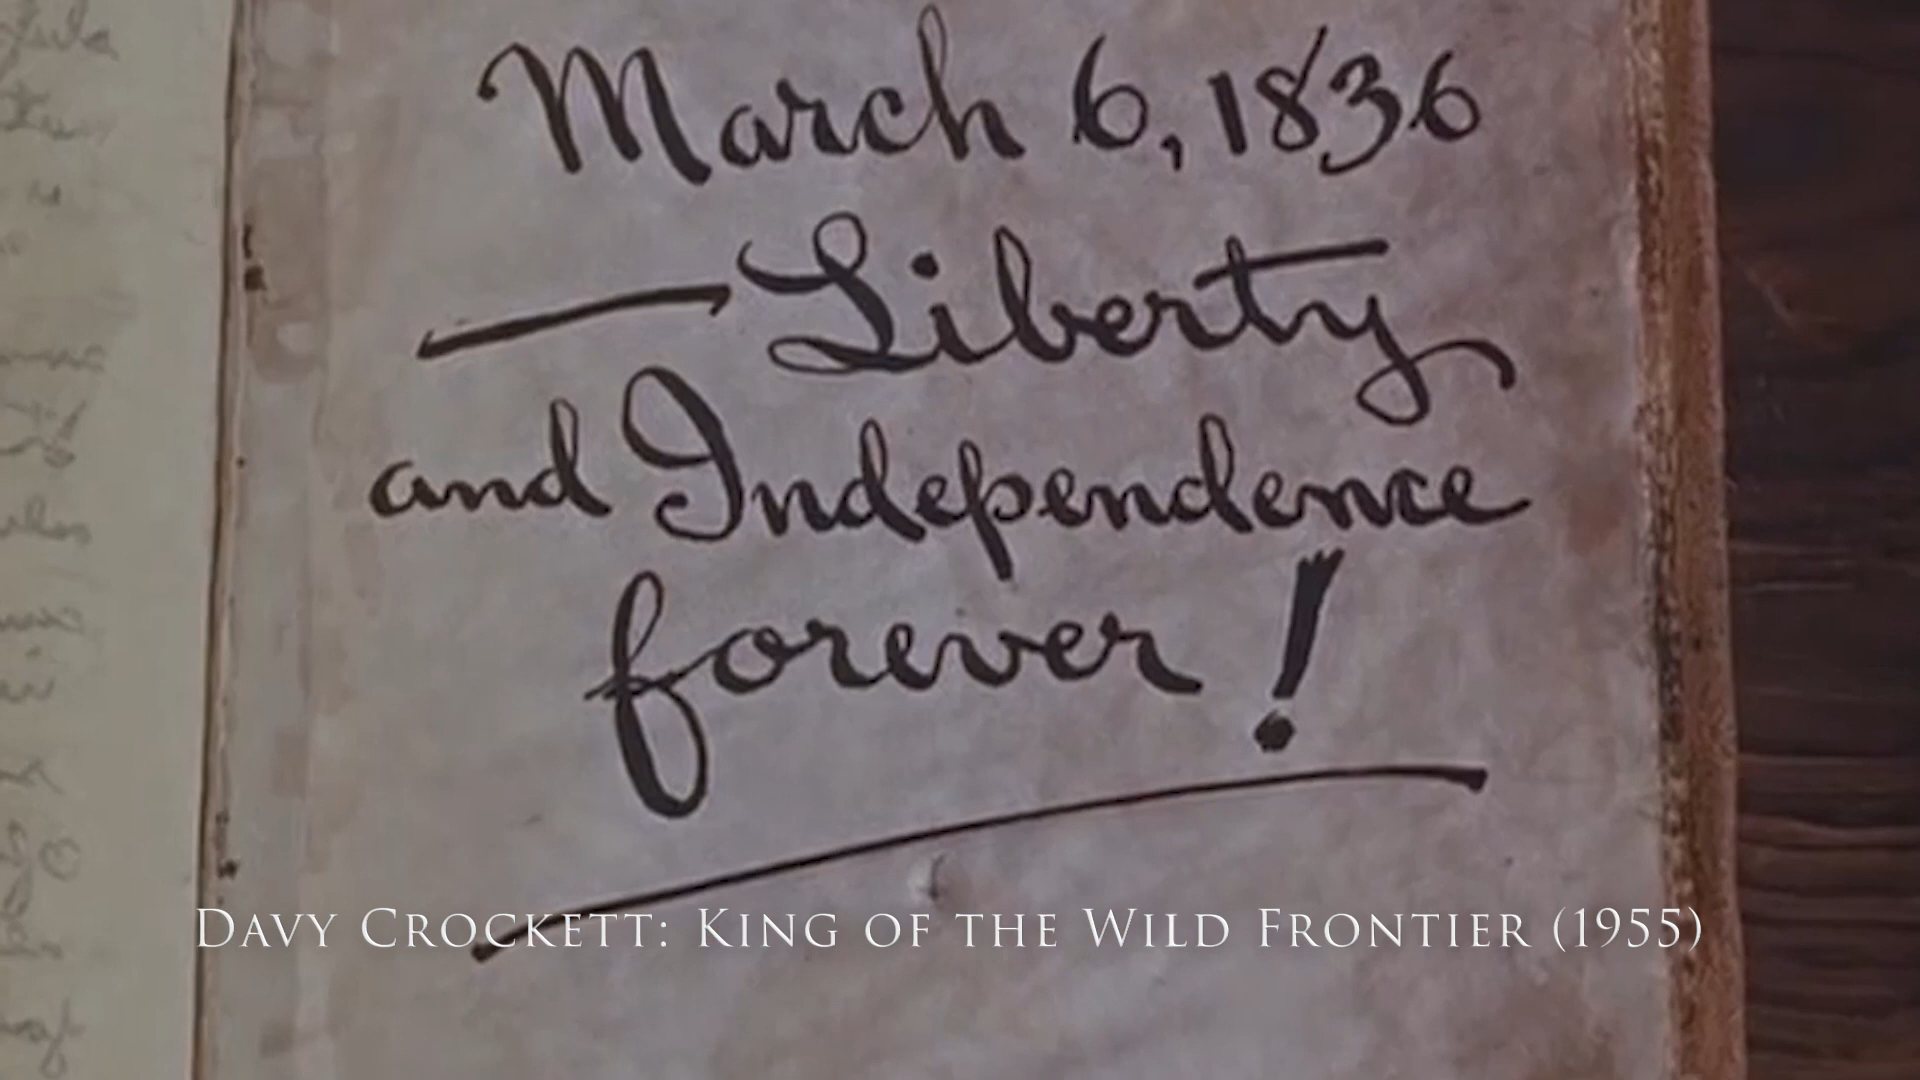 March 6, 1836
— Liberty
and Independence
forever!
DAVY CROCKETT: KING OF THE WILD FRONTIER (1955)